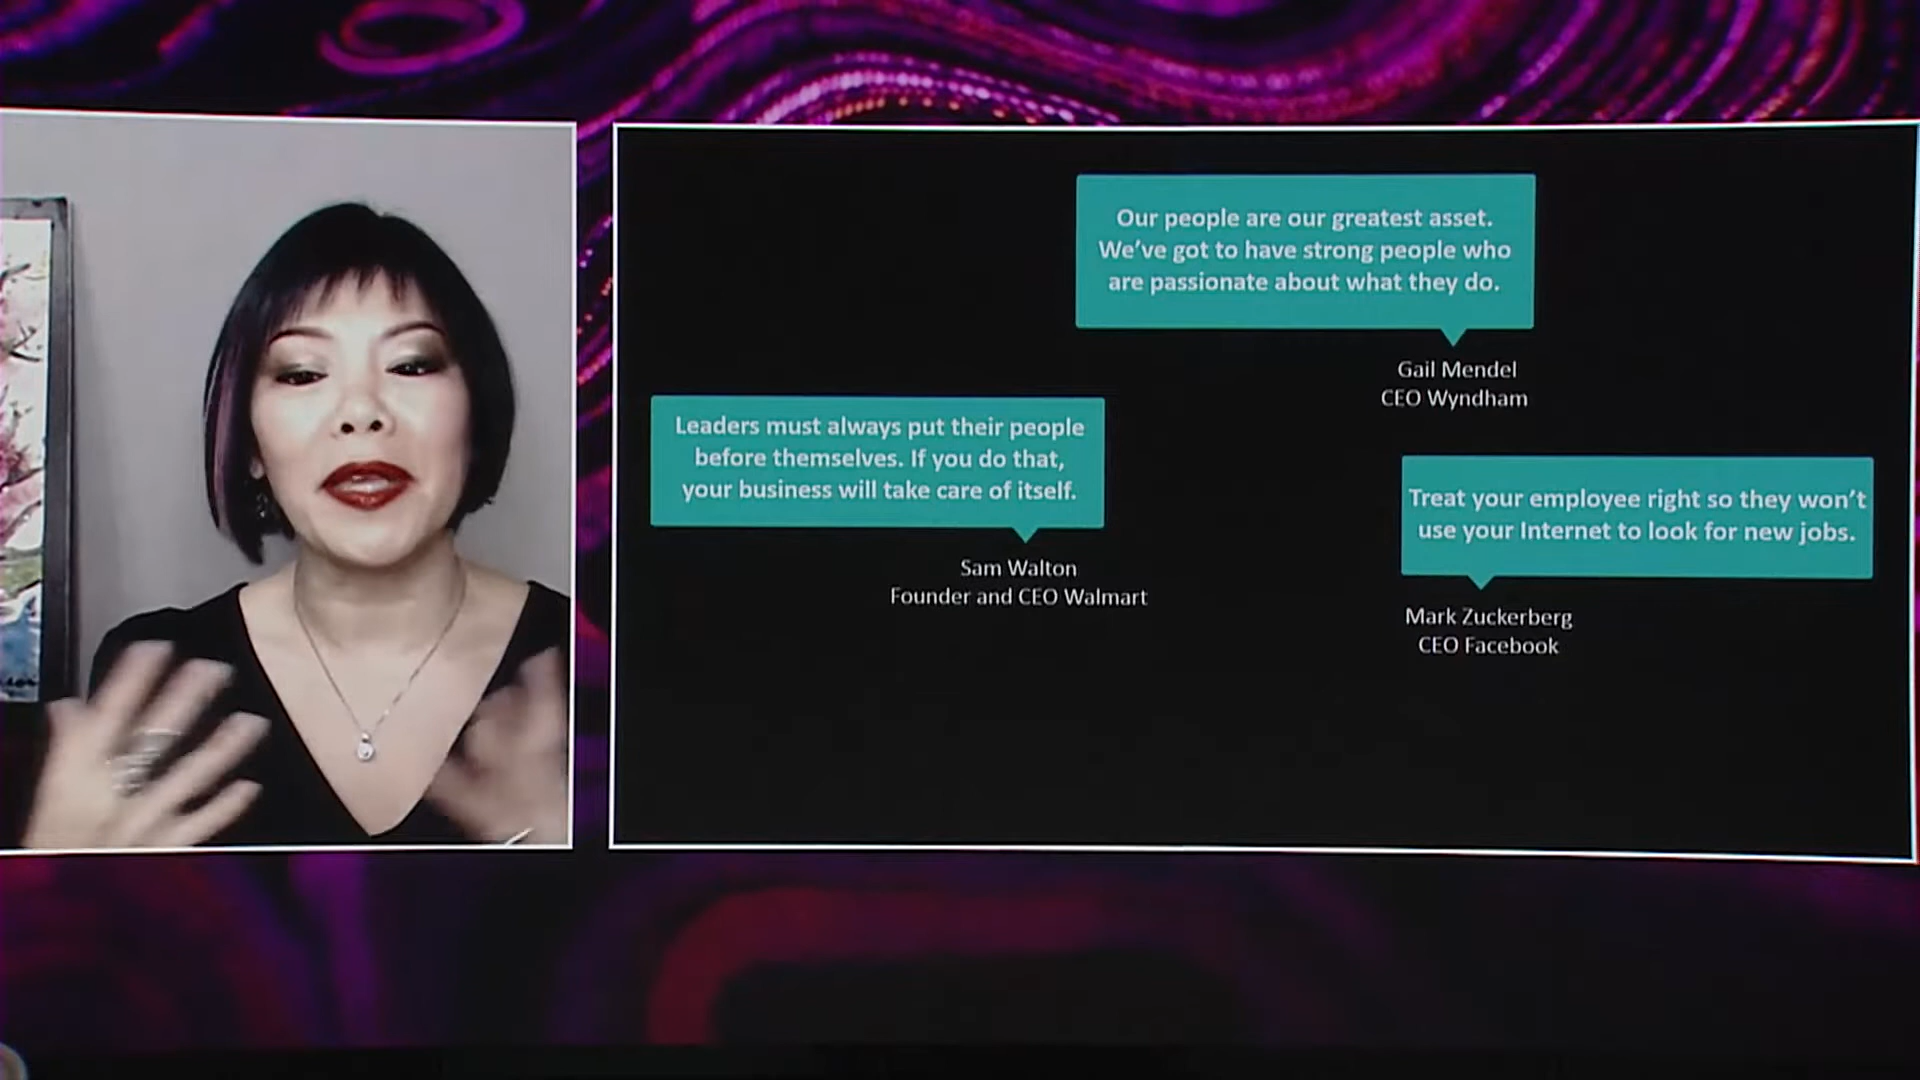 Our people are our greatest asset.
We've got to have strong people who
are passionate about what they do.
Gail Mendel
CEO Wyndham
Leaders must always put their people
before themselves. If you do that,
your business will take care of itself.
Sam Walton
Founder and CEO Walmart
Treat your employee right so they won't
use your Internet to look for new jobs.
Mark Zuckerberg
CEO Facebook